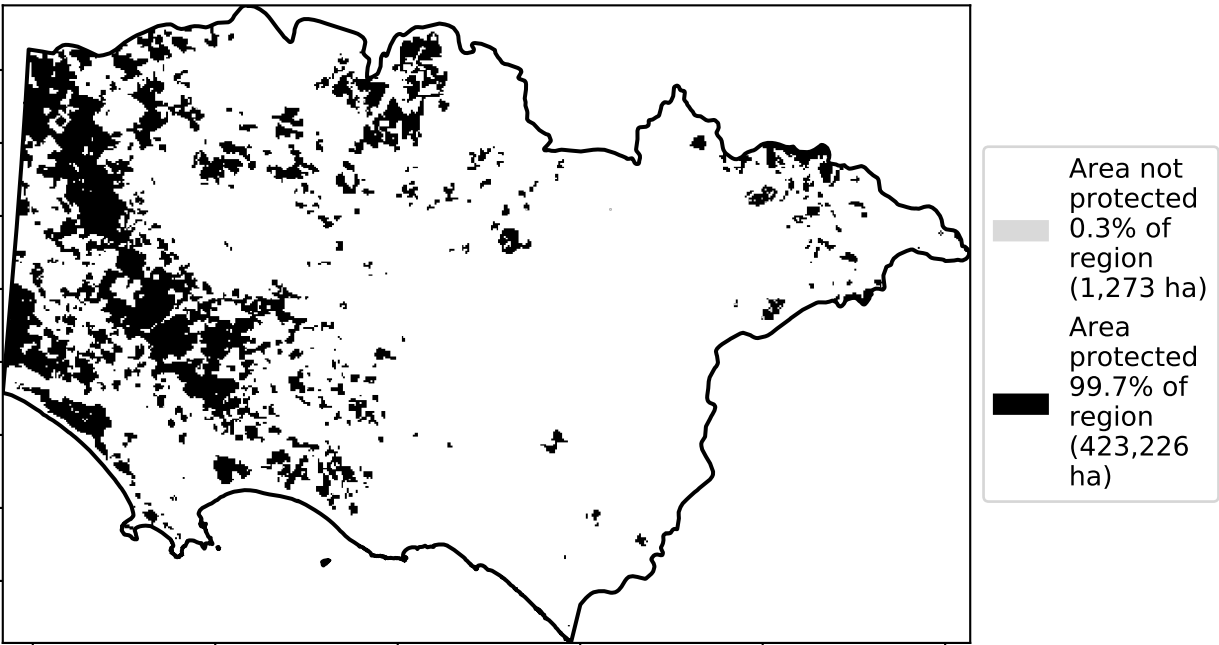 Area not
protected
0.3% of
region
(1,273 ha)
Area
protected
99.7% of
region
(423,226
ha)